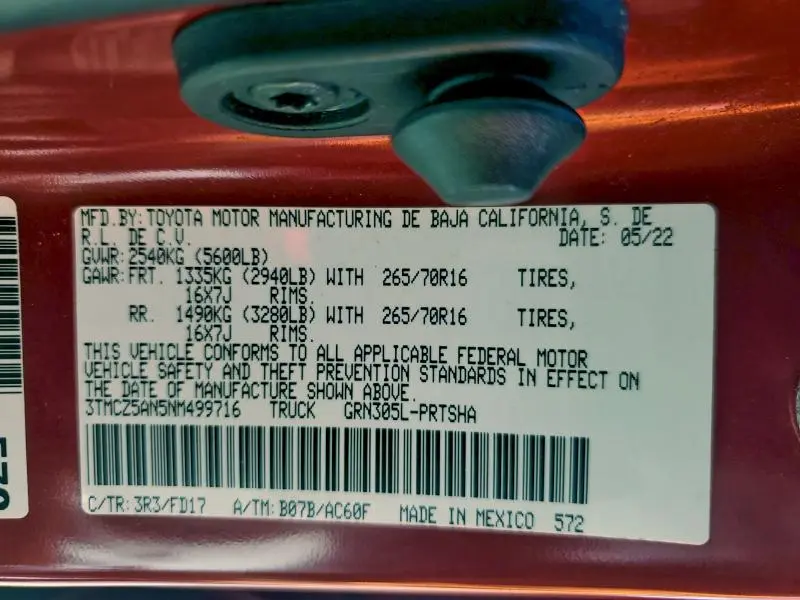 MFD.BY: TOYOTA MOTOR MANUFACTURING DE BAJA CALIFORNIA, S. DE
R.L. DE C.V. DATE: 05/22
GVWR: 2540KG (5600LB)
GAWR: FRT. 1335KG (2940LB) WITH 265/70R16 TIRES,
16X7J RIMS.
RR. 1490KG (3280LB) WITH 265/70R16 TIRES,
16X7J RIMS.
THIS VEHICLE CONFORMS TO ALL APPLICABLE FEDERAL MOTOR
VEHICLE SAFETY AND THEFT PREVENTION STANDARDS IN EFFECT ON
THE DATE OF MANUFACTURE SHOWN ABOVE.
3TMCZ5AN5NM499716 TRUCK GRN305L-PRTSHA
C/TR: 3R3/FD17 A/TM: B07B/AC60F MADE IN MEXICO 572